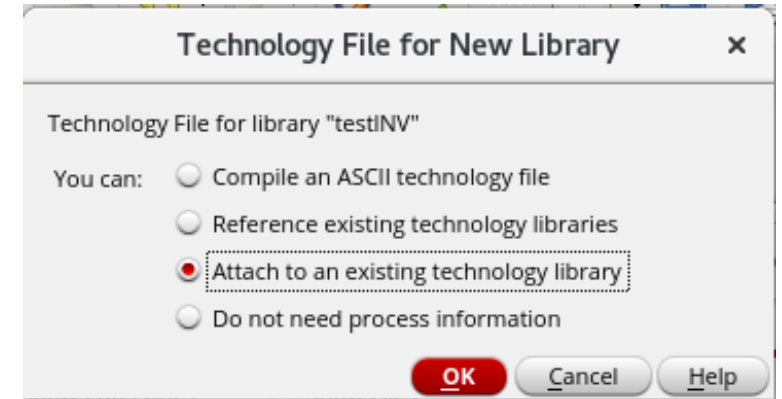 Technology File for New Library ×
Technology File for library "testINV"
You can: Compile an ASCII technology file
Reference existing technology libraries
Attach to an existing technology library
Do not need process information
OK Cancel Help